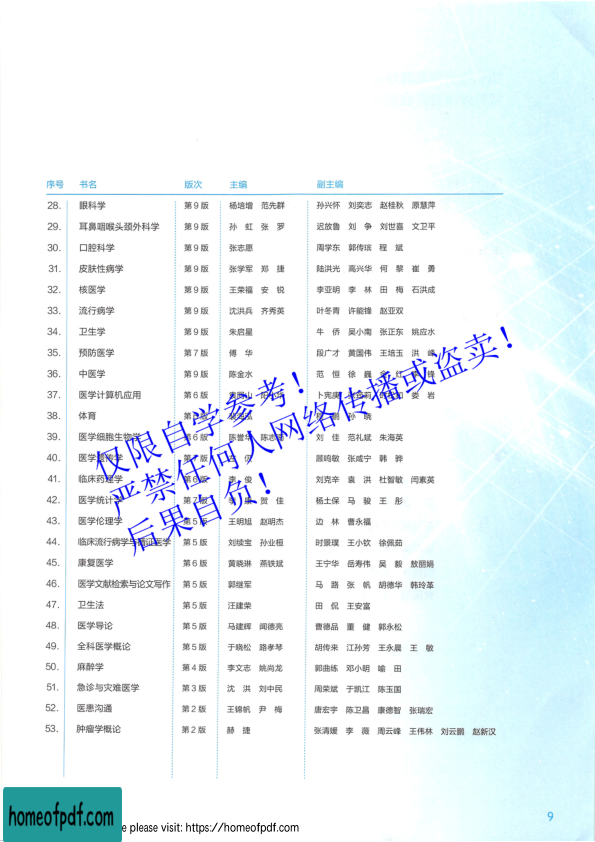 序号 书名 版次 主编 副主编
28. 眼科学 第9版 杨培增 范先群 孙兴怀 刘奕志 赵桂秋 原慧萍
29. 耳鼻咽喉头颈外科学 第9版 孙 虹 张 罗 迟放鲁 刘 争 刘世喜 文卫平
30. 口腔科学 第9版 张志愿 周学东 郭传瑸 程 斌
31. 皮肤性病学 第9版 张学军 郑 捷 陆洪光 高兴华 何 黎 崔 勇
32. 核医学 第9版 王荣福 安 锐 李亚明 李 林 田 梅 石洪成
33. 流行病学 第9版 沈洪兵 齐秀英 叶冬青 许能锋 赵亚双
34. 卫生学 第9版 朱启星 牛 侨 吴小南 张正东 姚应水
35. 预防医学 第7版 傅 华 段广才 黄国伟 王培玉 洪
36. 中医学 第9版 陈金水 范 恒 徐 巍
37. 医学计算机应用 第6版 娄 岩
38. 体育 孙 晓
39. 医学细胞生物学 第6版 陈誉华 陈志 刘 佳 范礼斌 朱海英
40. 医学遗传学 顾鸣敏 张咸宁 韩 骅
41. 临床药理学 第6版 李 俊 刘克辛 袁 洪 杜智敏 闫素英
42. 医学统计学 第7版 李 康 贺 佳 杨土保 马 骏 王 彤
43. 医学伦理学 第5版 王明旭 赵明杰 边 林 曹永福
44. 临床流行病学与循证医学 第5版 刘续宝 孙业桓 时景璞 王小钦 徐佩茹
45. 康复医学 第6版 黄晓琳 燕铁斌 王宁华 岳寿伟 吴 毅 敖丽娟
46. 医学文献检索与论文写作 第5版 郭继军 马 路 张 帆 胡德华 韩玲革
47. 卫生法 第5版 汪建荣 田 侃 王安富
48. 医学导论 第5版 马建辉 闻德亮 曹德品 董 健 郭永松
49. 全科医学概论 第5版 于晓松 路孝琴 胡传来 江孙芳 王永晨 王 敏
50. 麻醉学 第4版 李文志 姚尚龙 郭曲练 邓小明 喻 田
51. 急诊与灾难医学 第3版 沈 洪 刘中民 周荣斌 于凯江 陈玉国
52. 医患沟通 第2版 王锦帆 尹 梅 唐宏宇 陈卫昌 康德智 张瑞宏
53. 肿瘤学概论 第2版 赫 捷 张清媛 李 薇 周云峰 王伟林 刘云鹏 赵新汉
仅限自学参考！
严禁任何人网络传播或盗卖！
后果自负！
9
homeofpdf.com
e please visit: https://homeofpdf.com